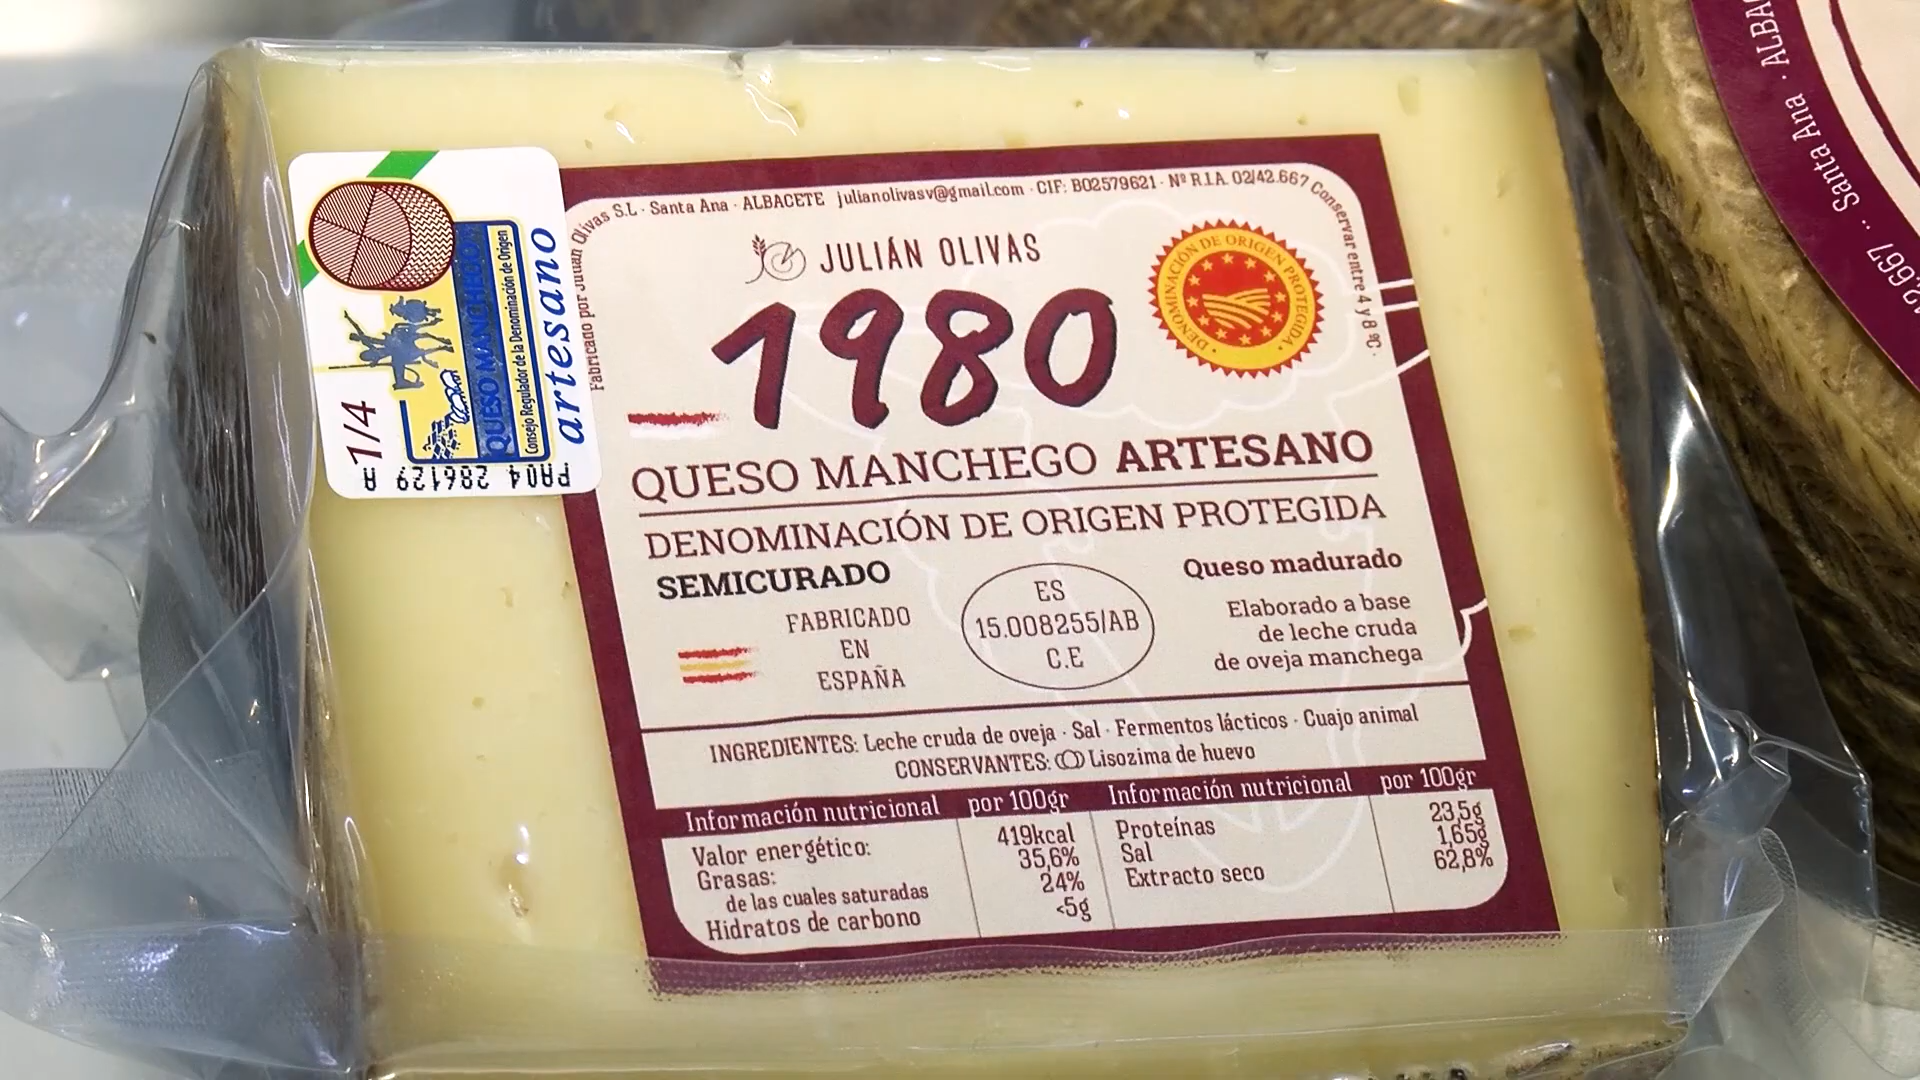 Fabricado por Julián Olivas S.L · Santa Ana · ALBACETE julianolivasv@gmail.com · CIF: B02579621 · Nº R.I.A. 02/42.667 Conservar entre 4 y 8 ºC ·
JULIÁN OLIVAS
1980
DENOMINACIÓN DE ORIGEN PROTEGIDA
QUESO MANCHEGO ARTESANO
DENOMINACIÓN DE ORIGEN PROTEGIDA
SEMICURADO
FABRICADO
EN
ESPAÑA
ES
15.008255/AB
C.E
Queso madurado
Elaborado a base
de leche cruda
de oveja manchega
INGREDIENTES: Leche cruda de oveja · Sal · Fermentos lácticos · Cuajo animal
CONSERVANTES: Lisozima de huevo
Información nutricional por 100gr Información nutricional por 100gr
Valor energético: 419kcal Proteínas 23,5g
Grasas: 35,6% Sal 1,65g
de las cuales saturadas 24% Extracto seco 62,8%
Hidratos de carbono <5g
1/4
QUESO MANCHEGO
Consejo Regulador de la Denominación de Origen
artesano
PA04 286129 A
2.667 .. Santa Ana . ALBA